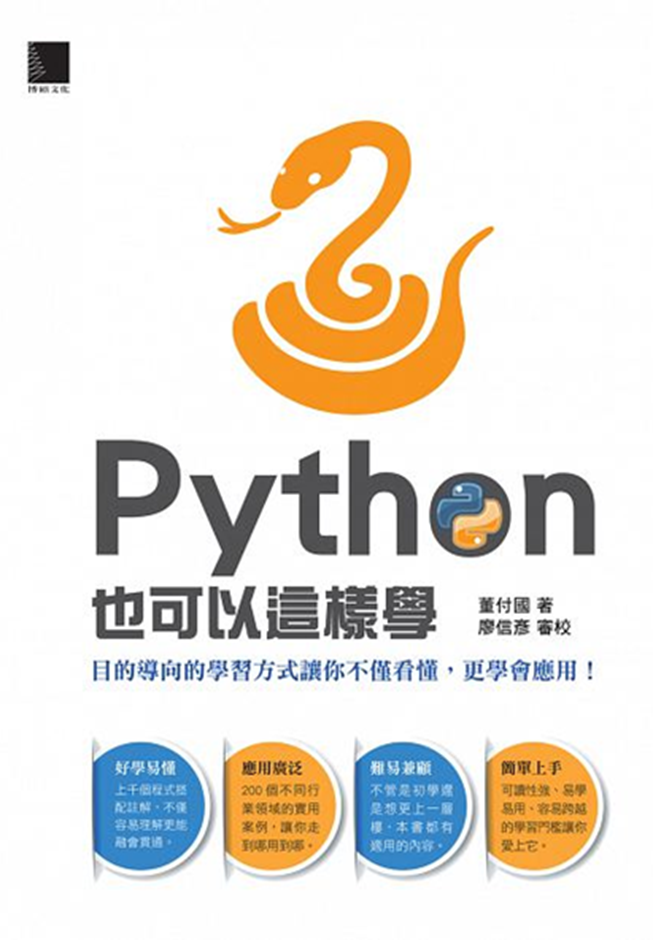 博碩文化
Python
也可以這樣學
董付國 著
廖信彥 審校
目的導向的學習方式讓你不僅看懂，更學會應用！
好學易懂
上千個程式搭
配註解，不僅
容易理解更能
融會貫通。
應用廣泛
200 個不同行
業領域的實用
案例，讓你走
到哪用到哪。
難易兼顧
不管是初學還
是想更上一層
樓，本書都有
適用的內容。
簡單上手
可讀性強、易學
易用、容易跨越
的學習門檻讓你
愛上它。